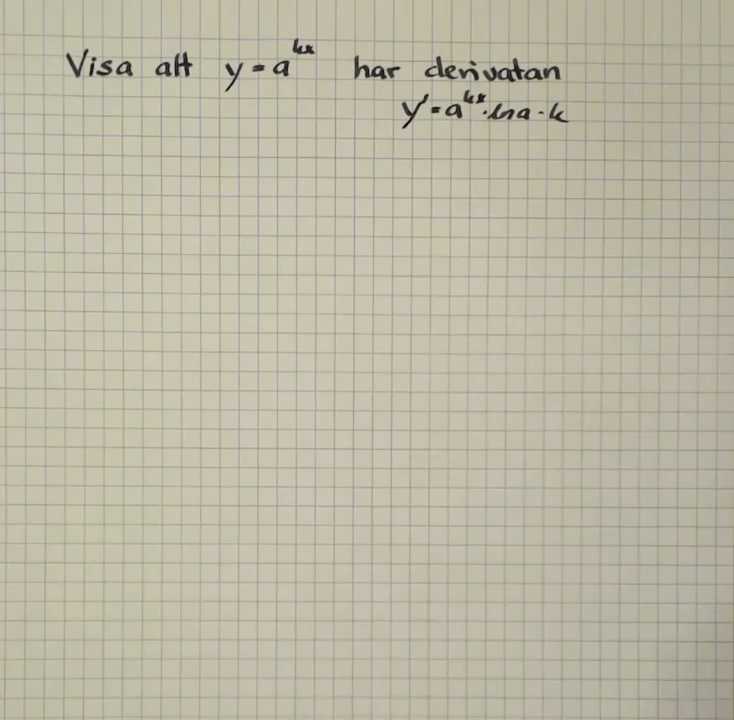 Visa att y = a^kx har derivatan
y' = a^kx · ln a · k